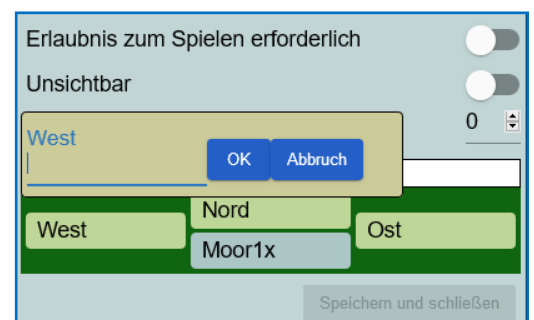 Erlaubnis zum Spielen erforderlich
Unsichtbar
0
West
OK Abbruch
Nord
West Ost
Moor1x
Speichern und schließen